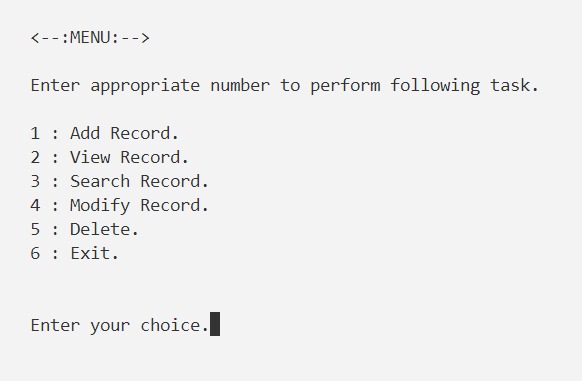 <--:MENU:-->
Enter appropriate number to perform following task.
1 : Add Record.
2 : View Record.
3 : Search Record.
4 : Modify Record.
5 : Delete.
6 : Exit.
Enter your choice.